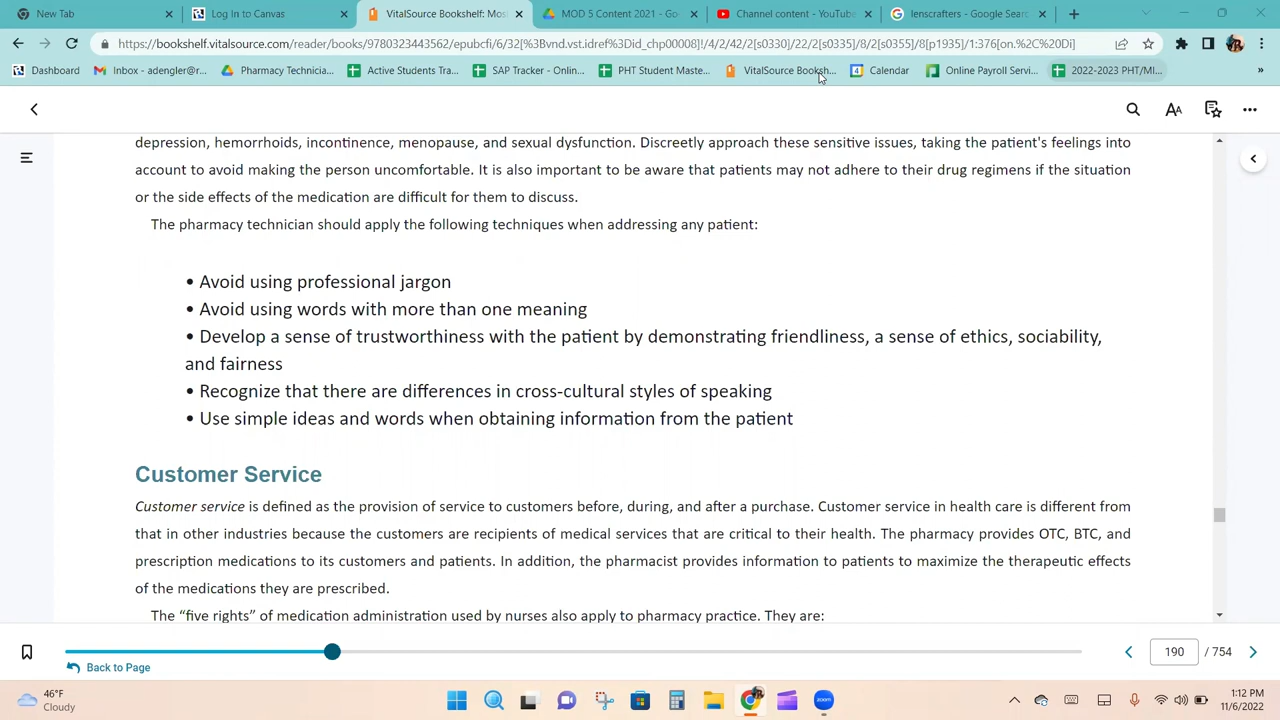 New Tab
Log In to Canvas
VitalSource Bookshelf: Mos
MOD 5 Content 2021 - Go
Channel content - YouTube
lenscrafters - Google Searc
https://bookshelf.vitalsource.com/reader/books/9780323443562/epubcfi/6/32[%3Bvnd.vst.idref%3Did_chp00008]!/4/2/42/2[s0330]/22/2[s0335]/8/2[s0355]/8[p1935]/1:376[on.%2C%20Di]
Dashboard
Inbox - adengler@r...
Pharmacy Technicia...
Active Students Tra...
SAP Tracker - Onlin...
PHT Student Maste...
VitalSource Booksh...
Calendar
Online Payroll Servi...
2022-2023 PHT/MI...
depression, hemorrhoids, incontinence, menopause, and sexual dysfunction. Discreetly approach these sensitive issues, taking the patient's feelings into
account to avoid making the person uncomfortable. It is also important to be aware that patients may not adhere to their drug regimens if the situation
or the side effects of the medication are difficult for them to discuss.
The pharmacy technician should apply the following techniques when addressing any patient:
• Avoid using professional jargon
• Avoid using words with more than one meaning
• Develop a sense of trustworthiness with the patient by demonstrating friendliness, a sense of ethics, sociability,
and fairness
• Recognize that there are differences in cross-cultural styles of speaking
• Use simple ideas and words when obtaining information from the patient
Customer Service
Customer service is defined as the provision of service to customers before, during, and after a purchase. Customer service in health care is different from
that in other industries because the customers are recipients of medical services that are critical to their health. The pharmacy provides OTC, BTC, and
prescription medications to its customers and patients. In addition, the pharmacist provides information to patients to maximize the therapeutic effects
of the medications they are prescribed.
The “five rights” of medication administration used by nurses also apply to pharmacy practice. They are:
190 / 754
Back to Page
46°F
Cloudy
zoom
1:12 PM
11/6/2022